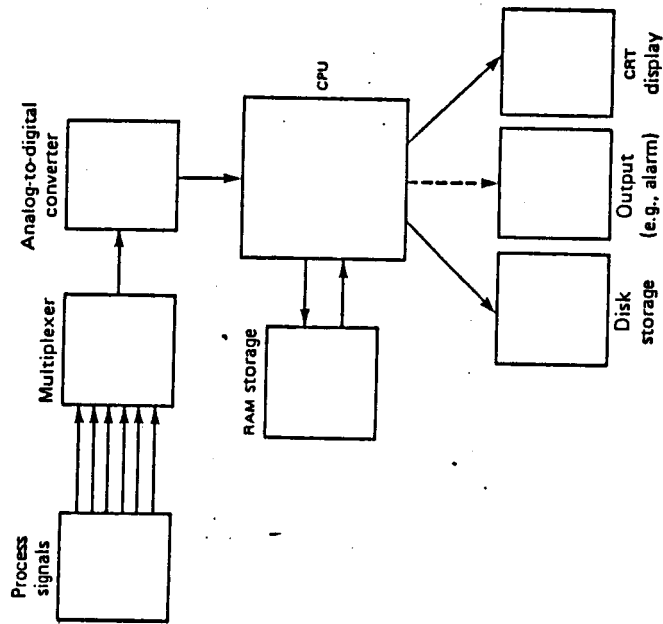 Process
signals
Multiplexer
Analog-to-digital
converter
RAM storage
CPU
Disk
storage
Output
(e.g., alarm)
CRT
display